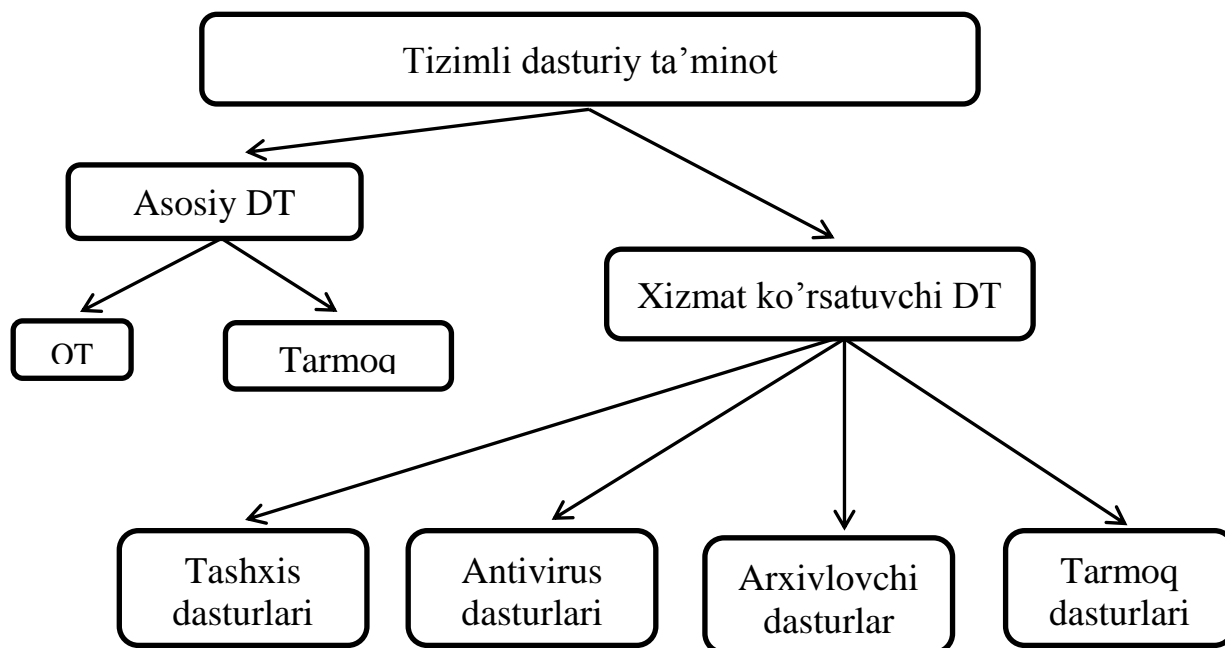 Tizimli dasturiy ta’minot
Asosiy DT
Xizmat ko’rsatuvchi DT
OT
Tarmoq
Tashxis
dasturlari
Antivirus
dasturlari
Arxivlovchi
dasturlar
Tarmoq
dasturlari